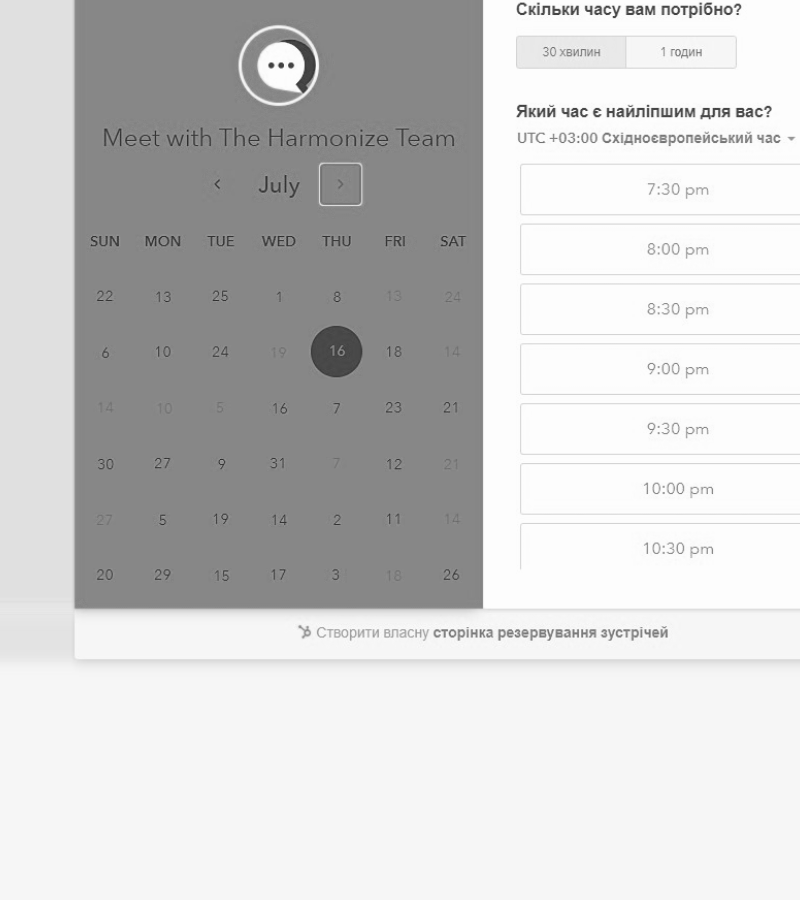 Meet with The Harmonize Team
July
SUN MON TUE WED THU FRI SAT
22 13 25 1 8 13 24
6 10 24 19 16 18 14
14 10 5 16 7 23 21
30 27 9 31 7 12 21
27 5 19 14 2 11 14
20 29 15 17 3 18 26
Скільки часу вам потрібно?
30 хвилин 1 годин
Який час є найліпшим для вас?
UTC +03:00 Східноєвропейський час
7:30 pm
8:00 pm
8:30 pm
9:00 pm
9:30 pm
10:00 pm
10:30 pm
Створити власну сторінка резервування зустрічей